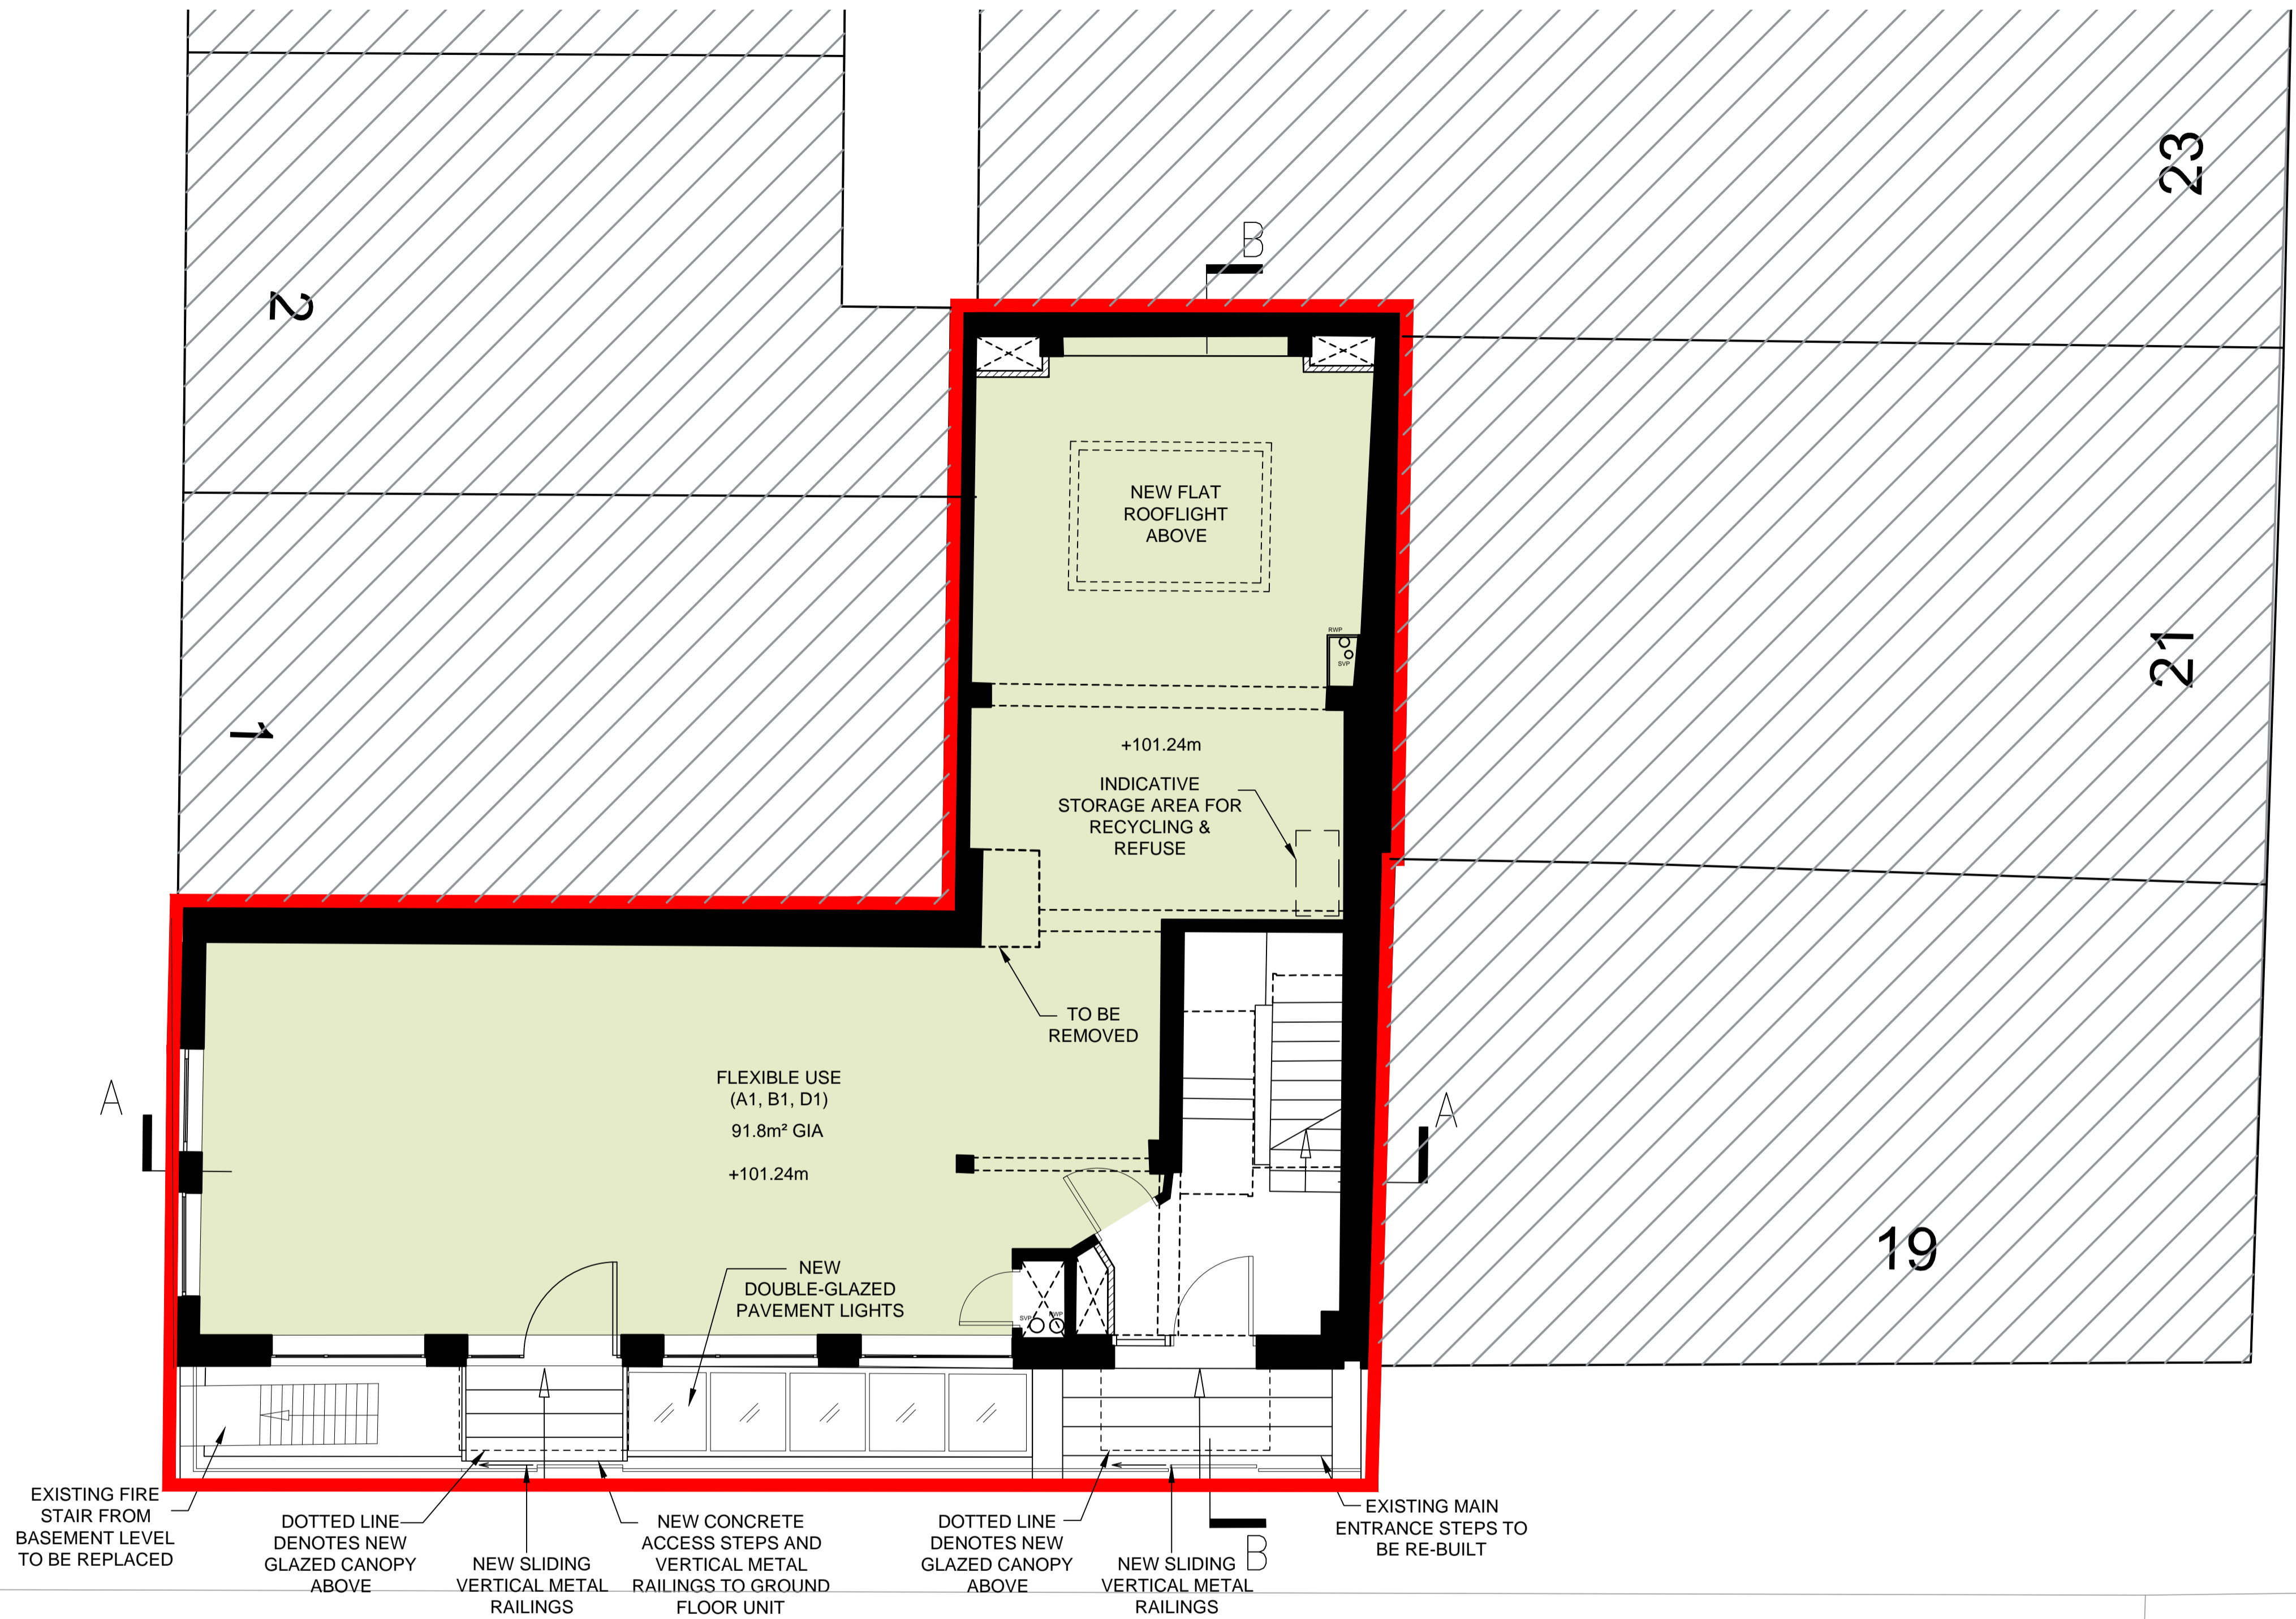 23
B
2
NEW FLAT
ROOFLIGHT
ABOVE
RWP
SVP
21
1
+101.24m
INDICATIVE
STORAGE AREA FOR
RECYCLING &
REFUSE
TO BE
REMOVED
A
FLEXIBLE USE
(A1, B1, D1)
91.8m² GIA
+101.24m
A
19
NEW
DOUBLE-GLAZED
PAVEMENT LIGHTS
SVP
RWP
EXISTING FIRE
STAIR FROM
BASEMENT LEVEL
TO BE REPLACED
DOTTED LINE
DENOTES NEW
GLAZED CANOPY
ABOVE
NEW SLIDING
VERTICAL METAL
RAILINGS
NEW CONCRETE
ACCESS STEPS AND
VERTICAL METAL
RAILINGS TO GROUND
FLOOR UNIT
DOTTED LINE
DENOTES NEW
GLAZED CANOPY
ABOVE
NEW SLIDING
VERTICAL METAL
RAILINGS
B
EXISTING MAIN
ENTRANCE STEPS TO
BE RE-BUILT